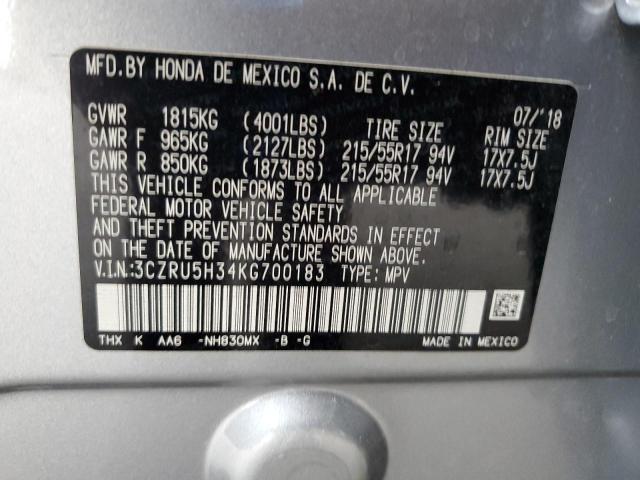 MFD.BY HONDA DE MEXICO S.A. DE C.V.
07/'18
GVWR 1815KG (4001LBS) TIRE SIZE RIM SIZE
GAWR F 965KG (2127LBS) 215/55R17 94V 17X7.5J
GAWR R 850KG (1873LBS) 215/55R17 94V 17X7.5J
THIS VEHICLE CONFORMS TO ALL APPLICABLE
FEDERAL MOTOR VEHICLE SAFETY
AND THEFT PREVENTION STANDARDS IN EFFECT
ON THE DATE OF MANUFACTURE SHOWN ABOVE.
V.I.N:3CZRU5H34KG700183 TYPE: MPV
THX K AA6 -NH830MX -B -G
MADE IN MEXICO